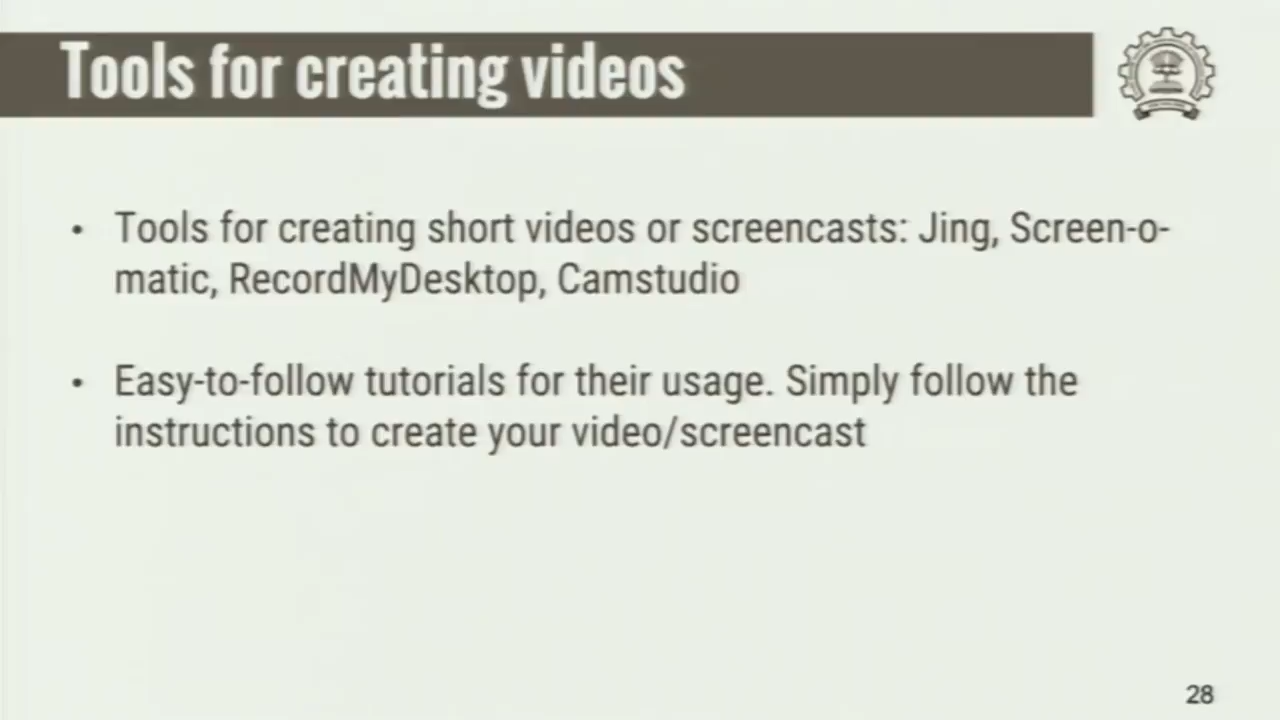 Tools for creating videos
• Tools for creating short videos or screencasts: Jing, Screen-o-
matic, RecordMyDesktop, Camstudio
• Easy-to-follow tutorials for their usage. Simply follow the
instructions to create your video/screencast
28